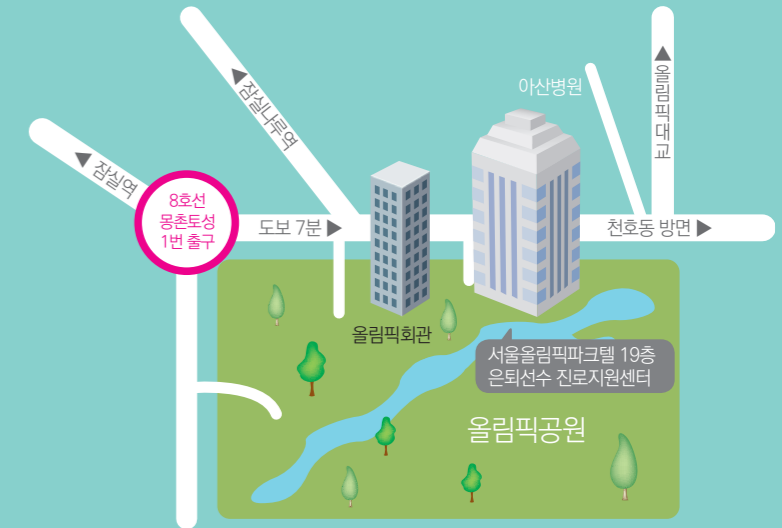 아산병원
▲올림픽대교
◀ 잠실나루역
◀ 잠실역
8호선
몽촌토성
1번 출구
도보 7분 ▶
천호동 방면 ▶
올림픽회관
서울올림픽파크텔 19층
은퇴선수 진로지원센터
올림픽공원